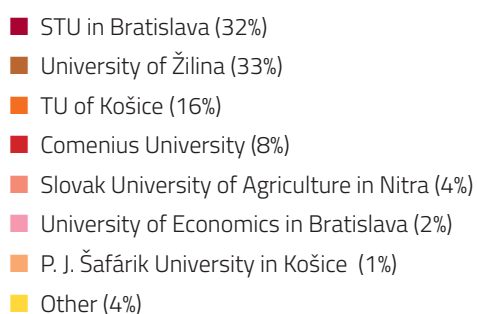 STU in Bratislava (32%)
University of Žilina (33%)
TU of Košice (16%)
Comenius University (8%)
Slovak University of Agriculture in Nitra (4%)
University of Economics in Bratislava (2%)
P. J. Šafárik University in Košice (1%)
Other (4%)